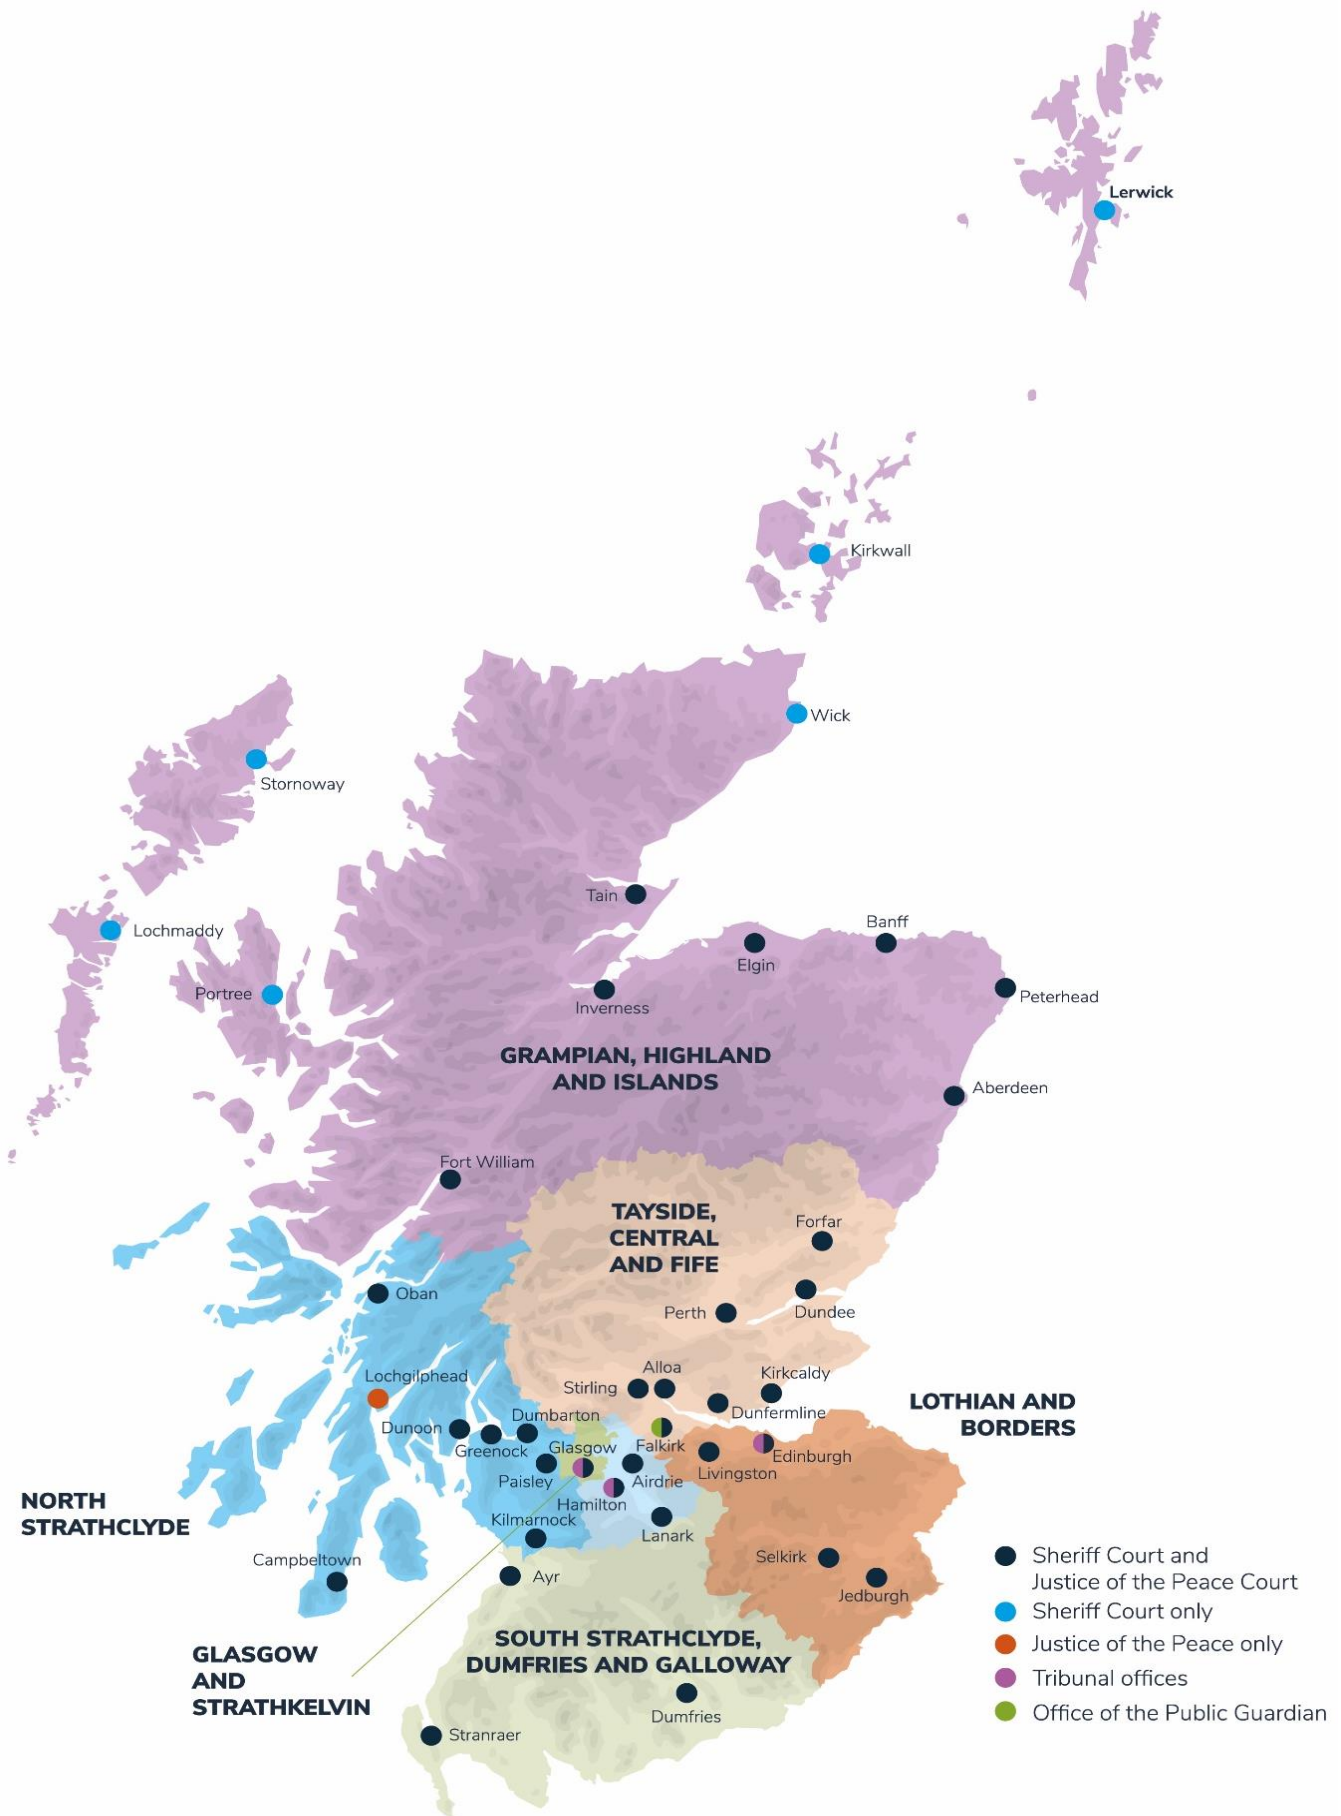 Lerwick
Kirkwall
Wick
Stornoway
Tain
Lochmaddy
Banff
Elgin
Portree
Inverness
Peterhead
GRAMPIAN, HIGHLAND
AND ISLANDS
Aberdeen
Fort William
TAYSIDE,
CENTRAL
AND FIFE
Forfar
Oban
Perth
Dundee
Alloa
Lochgilphead
Stirling
Kirkcaldy
Dunfermline
LOTHIAN AND
BORDERS
Dumbarton
Dunoon
Greenock
Glasgow
Falkirk
Edinburgh
Livingston
Paisley
Airdrie
Hamilton
NORTH
STRATHCLYDE
Kilmarnock
Lanark
Campbeltown
Ayr
Selkirk
Jedburgh
Sheriff Court and
Justice of the Peace Court
Sheriff Court only
Justice of the Peace only
Tribunal offices
Office of the Public Guardian
GLASGOW
AND
STRATHKELVIN
SOUTH STRATHCLYDE,
DUMFRIES AND GALLOWAY
Dumfries
Stranraer